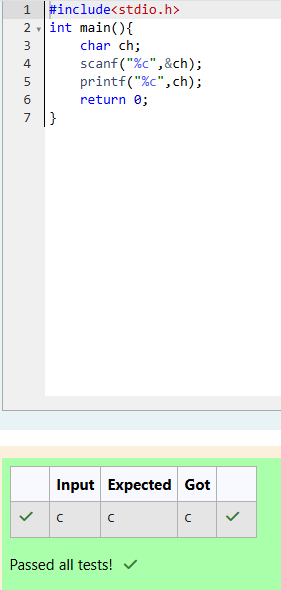 1 #include<stdio.h>
2 int main(){
3     char ch;
4     scanf("%c",&ch);
5     printf("%c",ch);
6     return 0;
7 }
Input Expected Got
c c c
Passed all tests!